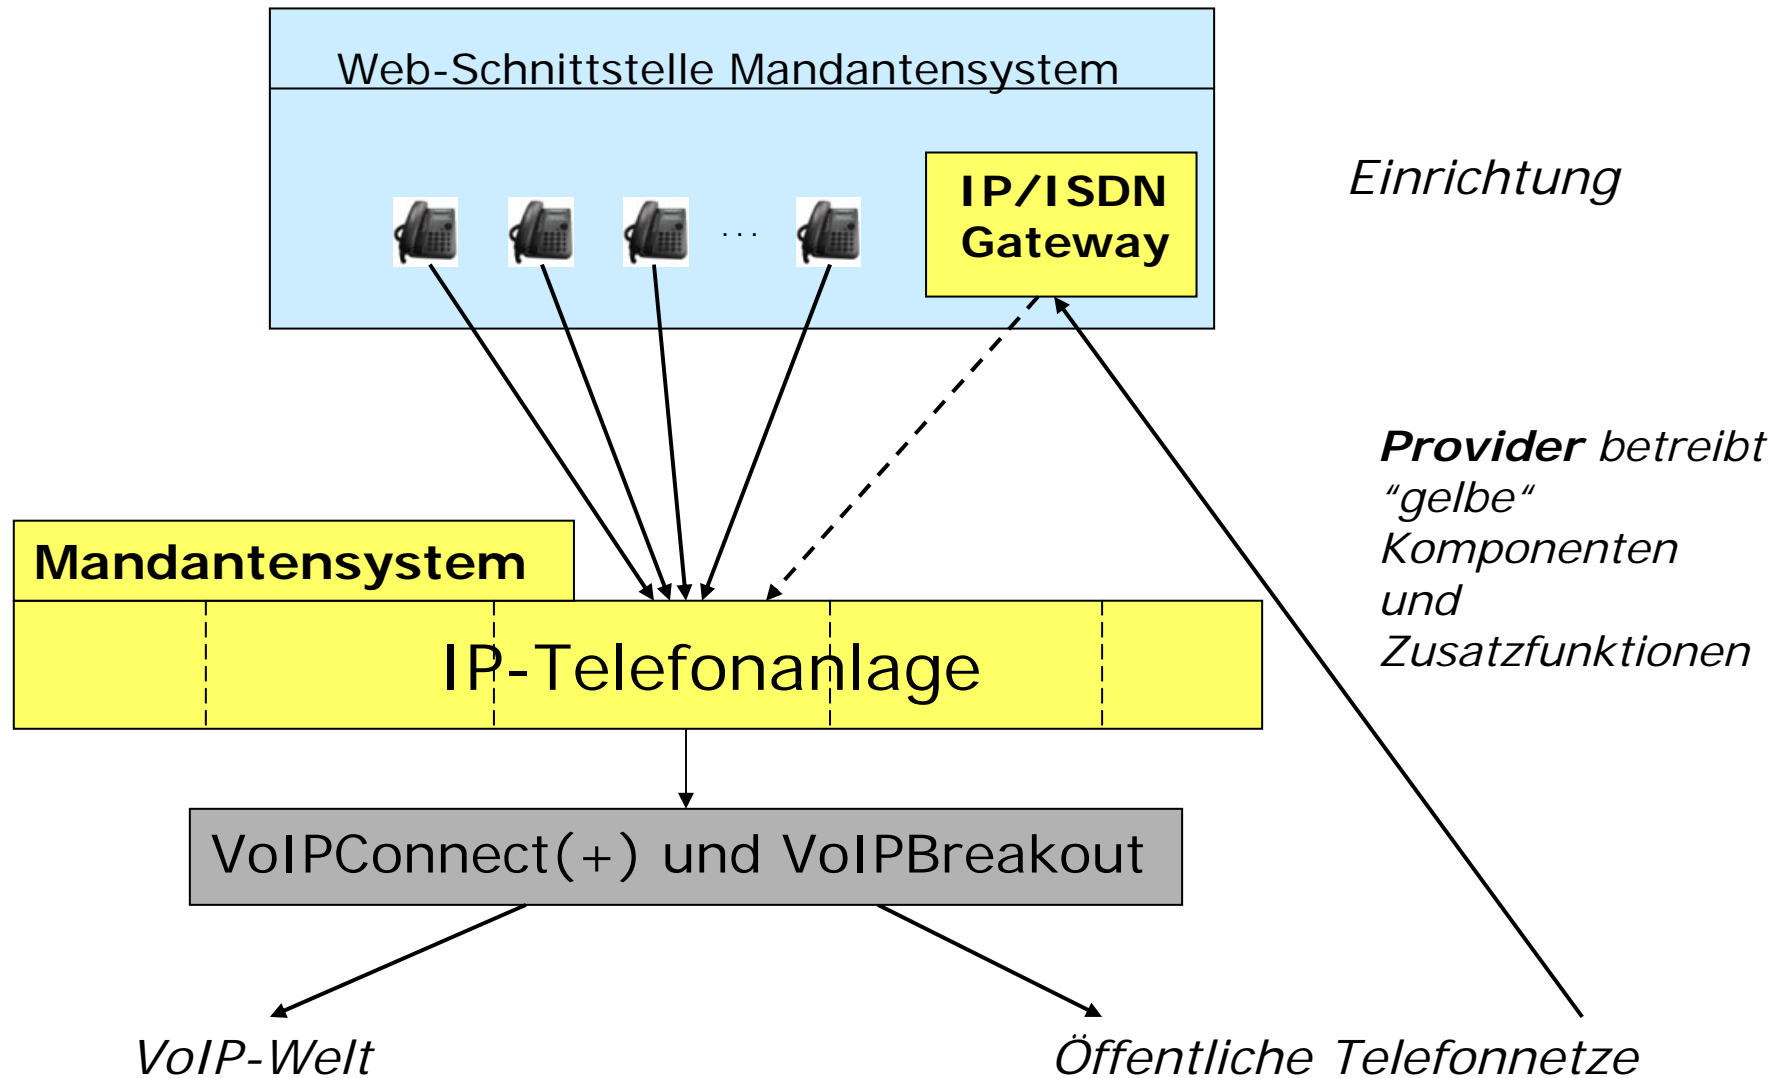 Web-Schnittstelle Mandantensystem
IP/ISDN
Gateway
...
Einrichtung
Provider betreibt
“gelbe“
Komponenten
und
Zusatzfunktionen
Mandantensystem
IP-Telefonanlage
VoIPConnect(+) und VoIPBreakout
VoIP-Welt
Öffentliche Telefonnetze